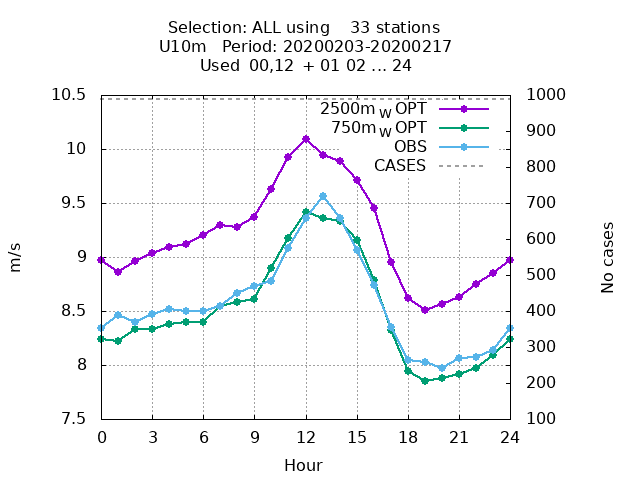 Selection: ALL using 33 stations
U10m Period: 20200203-20200217
Used 00,12 + 01 02 ... 24
10.5
10
9.5
9
8.5
8
7.5
m/s
1000
900
800
700
600
500
400
300
200
100
No cases
2500m W OPT
750m W OPT
OBS
CASES
0 3 6 9 12 15 18 21 24
Hour